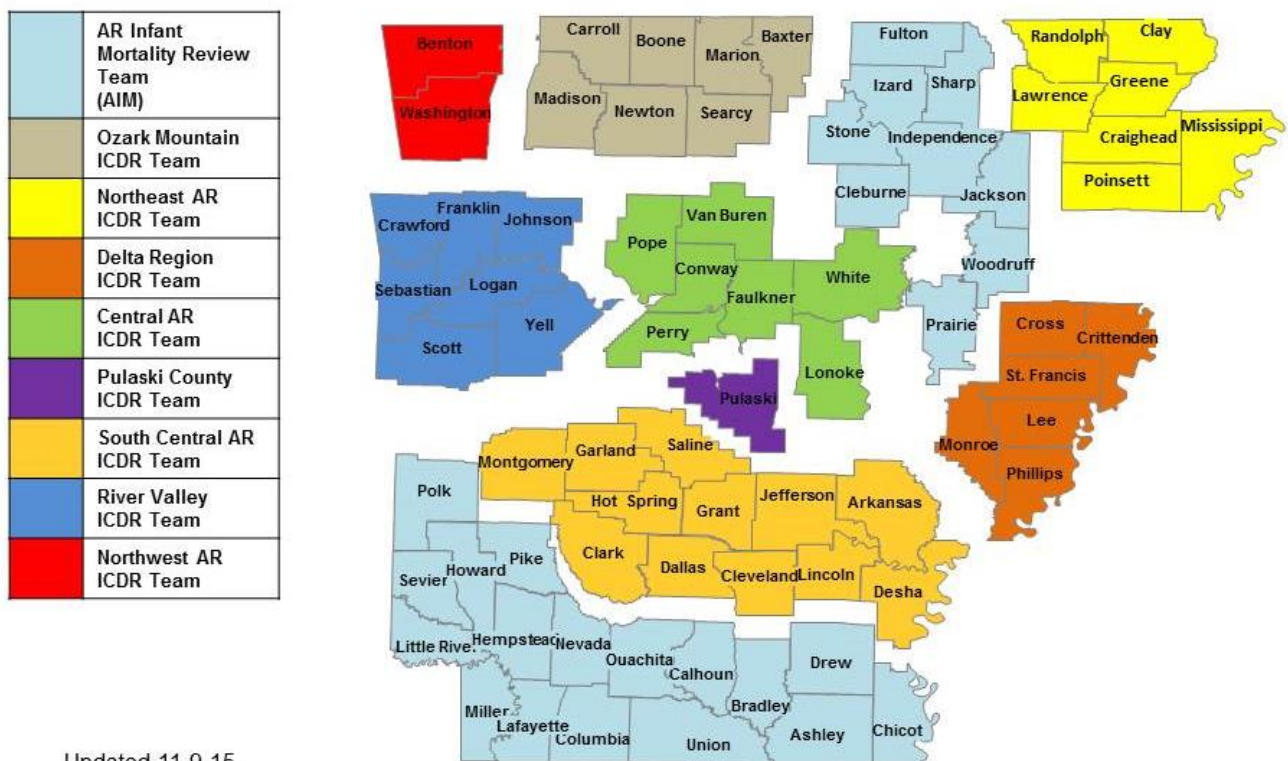 AR Infant
Mortality Review
Team
(AIM)
Ozark Mountain
ICDR Team
Northeast AR
ICDR Team
Delta Region
ICDR Team
Central AR
ICDR Team
Pulaski County
ICDR Team
South Central AR
ICDR Team
River Valley
ICDR Team
Northwest AR
ICDR Team
Updated 11-9-15
Benton
Washington
Carroll
Boone
Marion
Baxter
Madison
Newton
Searcy
Fulton
Izard
Sharp
Stone
Independence
Cleburne
Jackson
Woodruff
Prairie
Randolph
Clay
Lawrence
Greene
Craighead
Mississippi
Poinsett
Crawford
Franklin
Johnson
Sebastian
Logan
Scott
Yell
Pope
Van Buren
Conway
Faulkner
White
Perry
Lonoke
Pulaski
Cross
Crittenden
St. Francis
Lee
Monroe
Phillips
Montgomery
Garland
Saline
Hot Spring
Grant
Jefferson
Arkansas
Clark
Dallas
Cleveland
Lincoln
Desha
Polk
Sevier
Howard
Pike
Little River
Hempstead
Nevada
Ouachita
Calhoun
Bradley
Drew
Miller
Lafayette
Columbia
Union
Ashley
Chicot